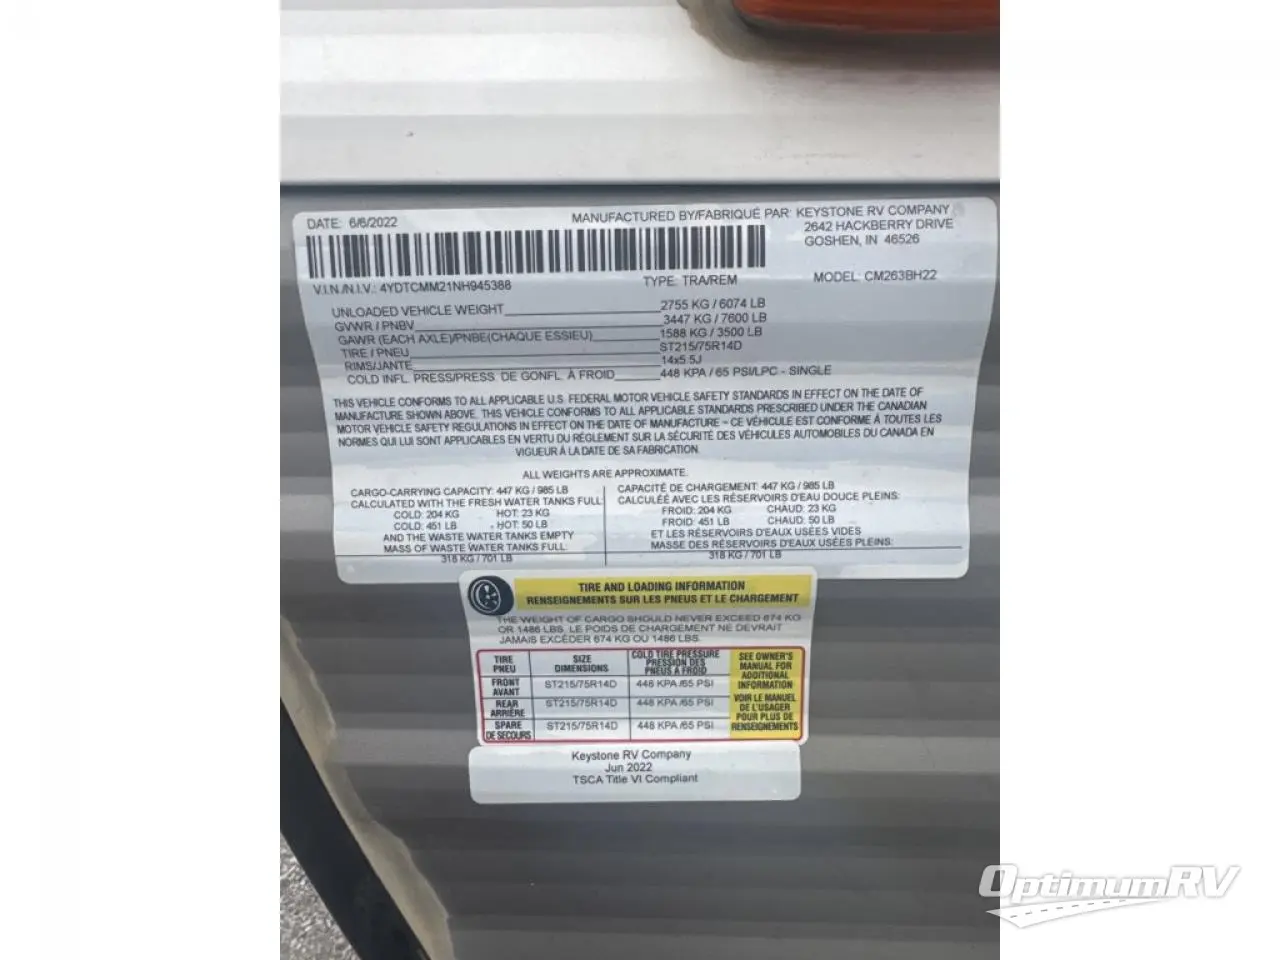 DATE: 6/6/2022
MANUFACTURED BY/FABRIQUÉ PAR: KEYSTONE RV COMPANY
2642 HACKBERRY DRIVE
GOSHEN, IN 46526
V.I.N./N.I.V.: 4YDTCMM21NH945388
TYPE: TRA/REM
MODEL: CM263BH22
UNLOADED VEHICLE WEIGHT 2755 KG / 6074 LB
GVWR / PNBV 3447 KG / 7600 LB
GAWR (EACH AXLE)/PNBE(CHAQUE ESSIEU) 1588 KG / 3500 LB
TIRE / PNEU ST215/75R14D
RIMS/JANTE 14x5.5J
COLD INFL. PRESS/PRESS. DE GONFL. À FROID 448 KPA / 65 PSI/LPC - SINGLE
THIS VEHICLE CONFORMS TO ALL APPLICABLE U.S. FEDERAL MOTOR VEHICLE SAFETY STANDARDS IN EFFECT ON THE DATE OF
MANUFACTURE SHOWN ABOVE. THIS VEHICLE CONFORMS TO ALL APPLICABLE STANDARDS PRESCRIBED UNDER THE CANADIAN
MOTOR VEHICLE SAFETY REGULATIONS IN EFFECT ON THE DATE OF MANUFACTURE - CE VÉHICULE EST CONFORME À TOUTES LES
NORMES QUI LUI SONT APPLICABLES EN VERTU DU RÈGLEMENT SUR LA SÉCURITÉ DES VÉHICULES AUTOMOBILES DU CANADA EN
VIGUEUR À LA DATE DE SA FABRICATION.
ALL WEIGHTS ARE APPROXIMATE.
CARGO-CARRYING CAPACITY: 447 KG / 985 LB
CALCULATED WITH THE FRESH WATER TANKS FULL:
COLD: 204 KG HOT: 23 KG
COLD: 451 LB HOT: 50 LB
AND THE WASTE WATER TANKS EMPTY
MASS OF WASTE WATER TANKS FULL:
318 KG / 701 LB
CAPACITÉ DE CHARGEMENT: 447 KG / 985 LB
CALCULÉE AVEC LES RÉSERVOIRS D'EAU DOUCE PLEINS:
FROID: 204 KG CHAUD: 23 KG
FROID: 451 LB CHAUD: 50 LB
ET LES RÉSERVOIRS D'EAUX USÉES VIDES
MASSE DES RÉSERVOIRS D'EAUX USÉES PLEINS:
318 KG / 701 LB
TIRE AND LOADING INFORMATION
RENSEIGNEMENTS SUR LES PNEUS ET LE CHARGEMENT
THE WEIGHT OF CARGO SHOULD NEVER EXCEED 674 KG
OR 1486 LBS. LE POIDS DE CHARGEMENT NE DEVRAIT
JAMAIS EXCÉDER 674 KG OU 1486 LBS.
TIRE
PNEU
SIZE
DIMENSIONS
COLD TIRE PRESSURE
PRESSION DES
PNEUS À FROID
FRONT
AVANT
ST215/75R14D
448 KPA /65 PSI
REAR
ARRIÈRE
ST215/75R14D
448 KPA /65 PSI
SPARE
DE SECOURS
ST215/75R14D
448 KPA /65 PSI
SEE OWNER'S
MANUAL FOR
ADDITIONAL
INFORMATION
VOIR LE MANUEL
DE L'USAGER
POUR PLUS DE
RENSEIGNEMENTS
Keystone RV Company
Jun 2022
TSCA Title VI Compliant
OptimumRV